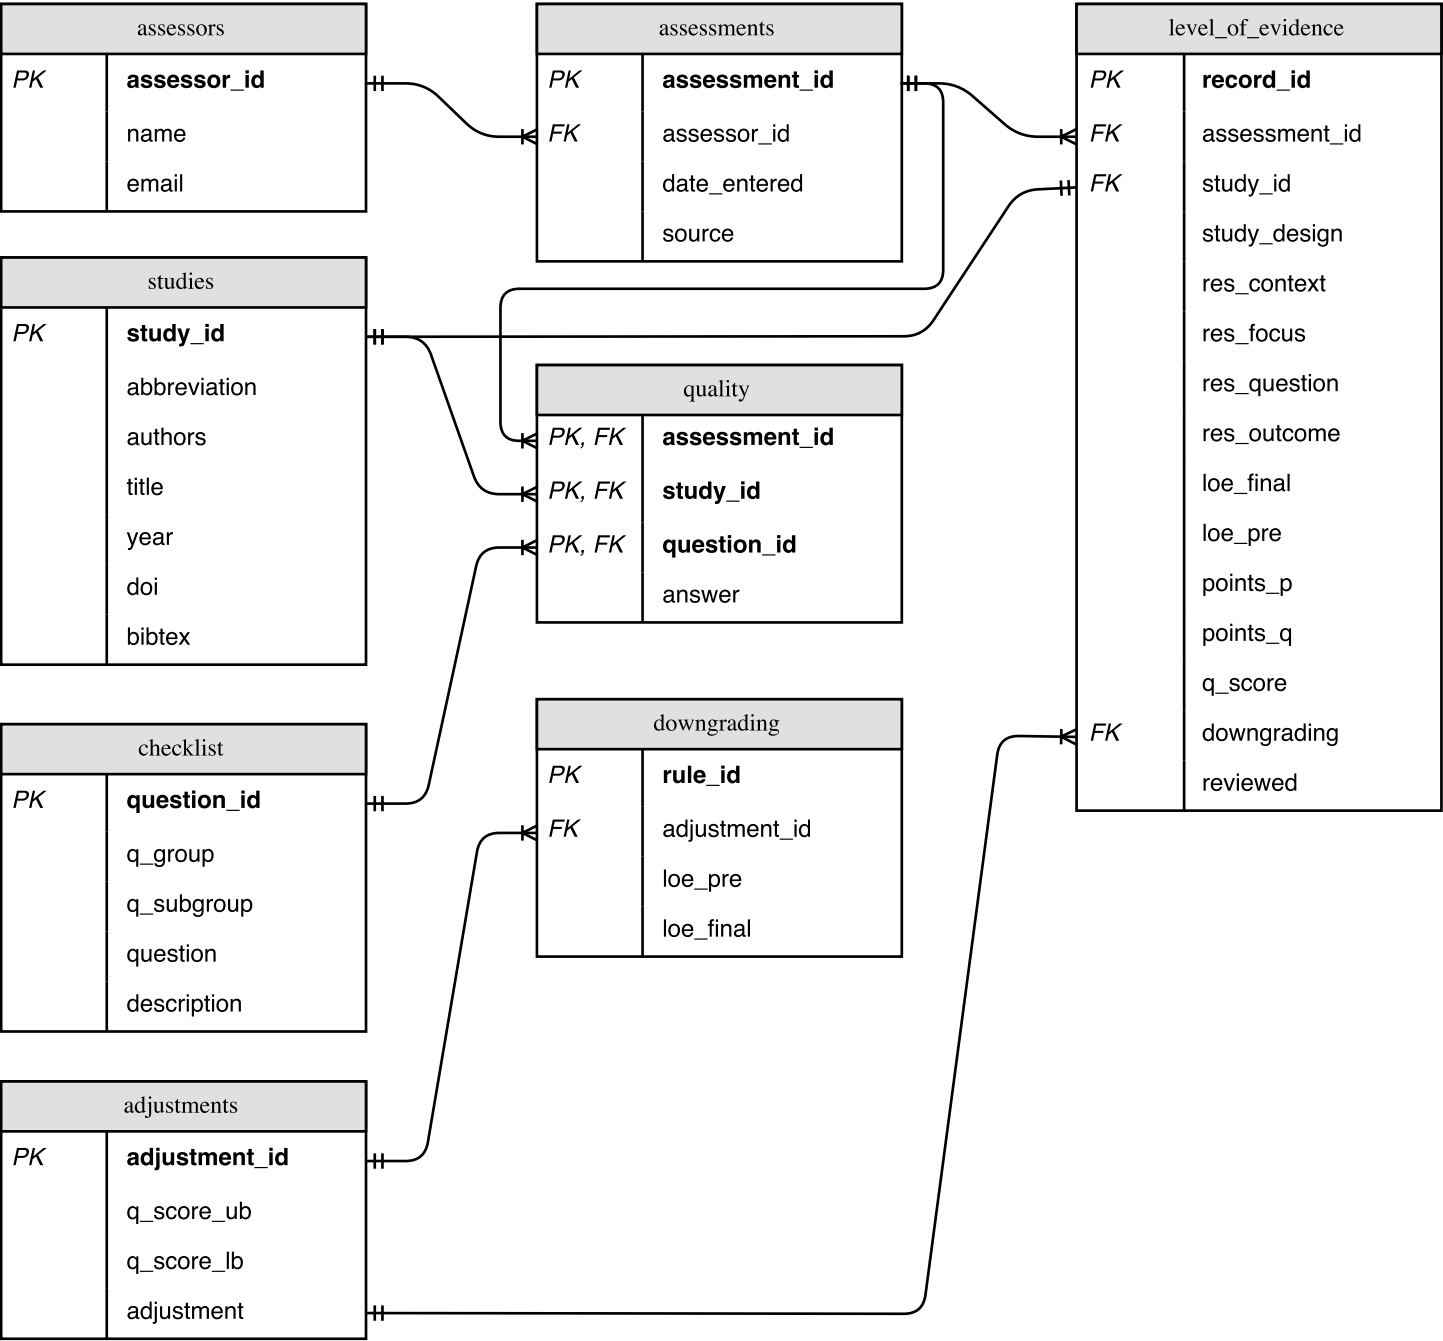 assessors
PK assessor_id
name
email
assessments
PK assessment_id
FK assessor_id
date_entered
source
level_of_evidence
PK record_id
FK assessment_id
FK study_id
study_design
res_context
res_focus
res_question
res_outcome
loe_final
loe_pre
points_p
points_q
q_score
FK downgrading
reviewed
studies
PK study_id
abbreviation
authors
title
year
doi
bibtex
quality
PK, FK assessment_id
PK, FK study_id
PK, FK question_id
answer
checklist
PK question_id
q_group
q_subgroup
question
description
downgrading
PK rule_id
FK adjustment_id
loe_pre
loe_final
adjustments
PK adjustment_id
q_score_ub
q_score_lb
adjustment